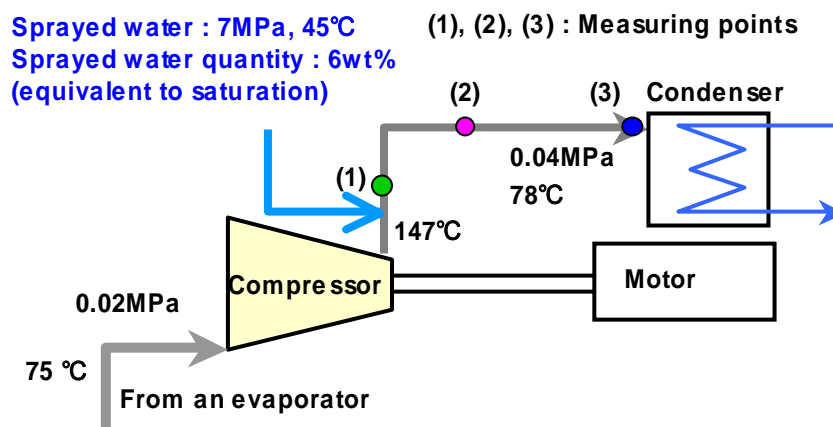 Sprayed water : 7MPa, 45℃
Sprayed water quantity : 6wt%
(equivalent to saturation)
(1), (2), (3) : Measuring points
(2)
(3)
Condenser
(1)
0.04MPa
78℃
147℃
Compressor
Motor
0.02MPa
75 ℃
From an evaporator